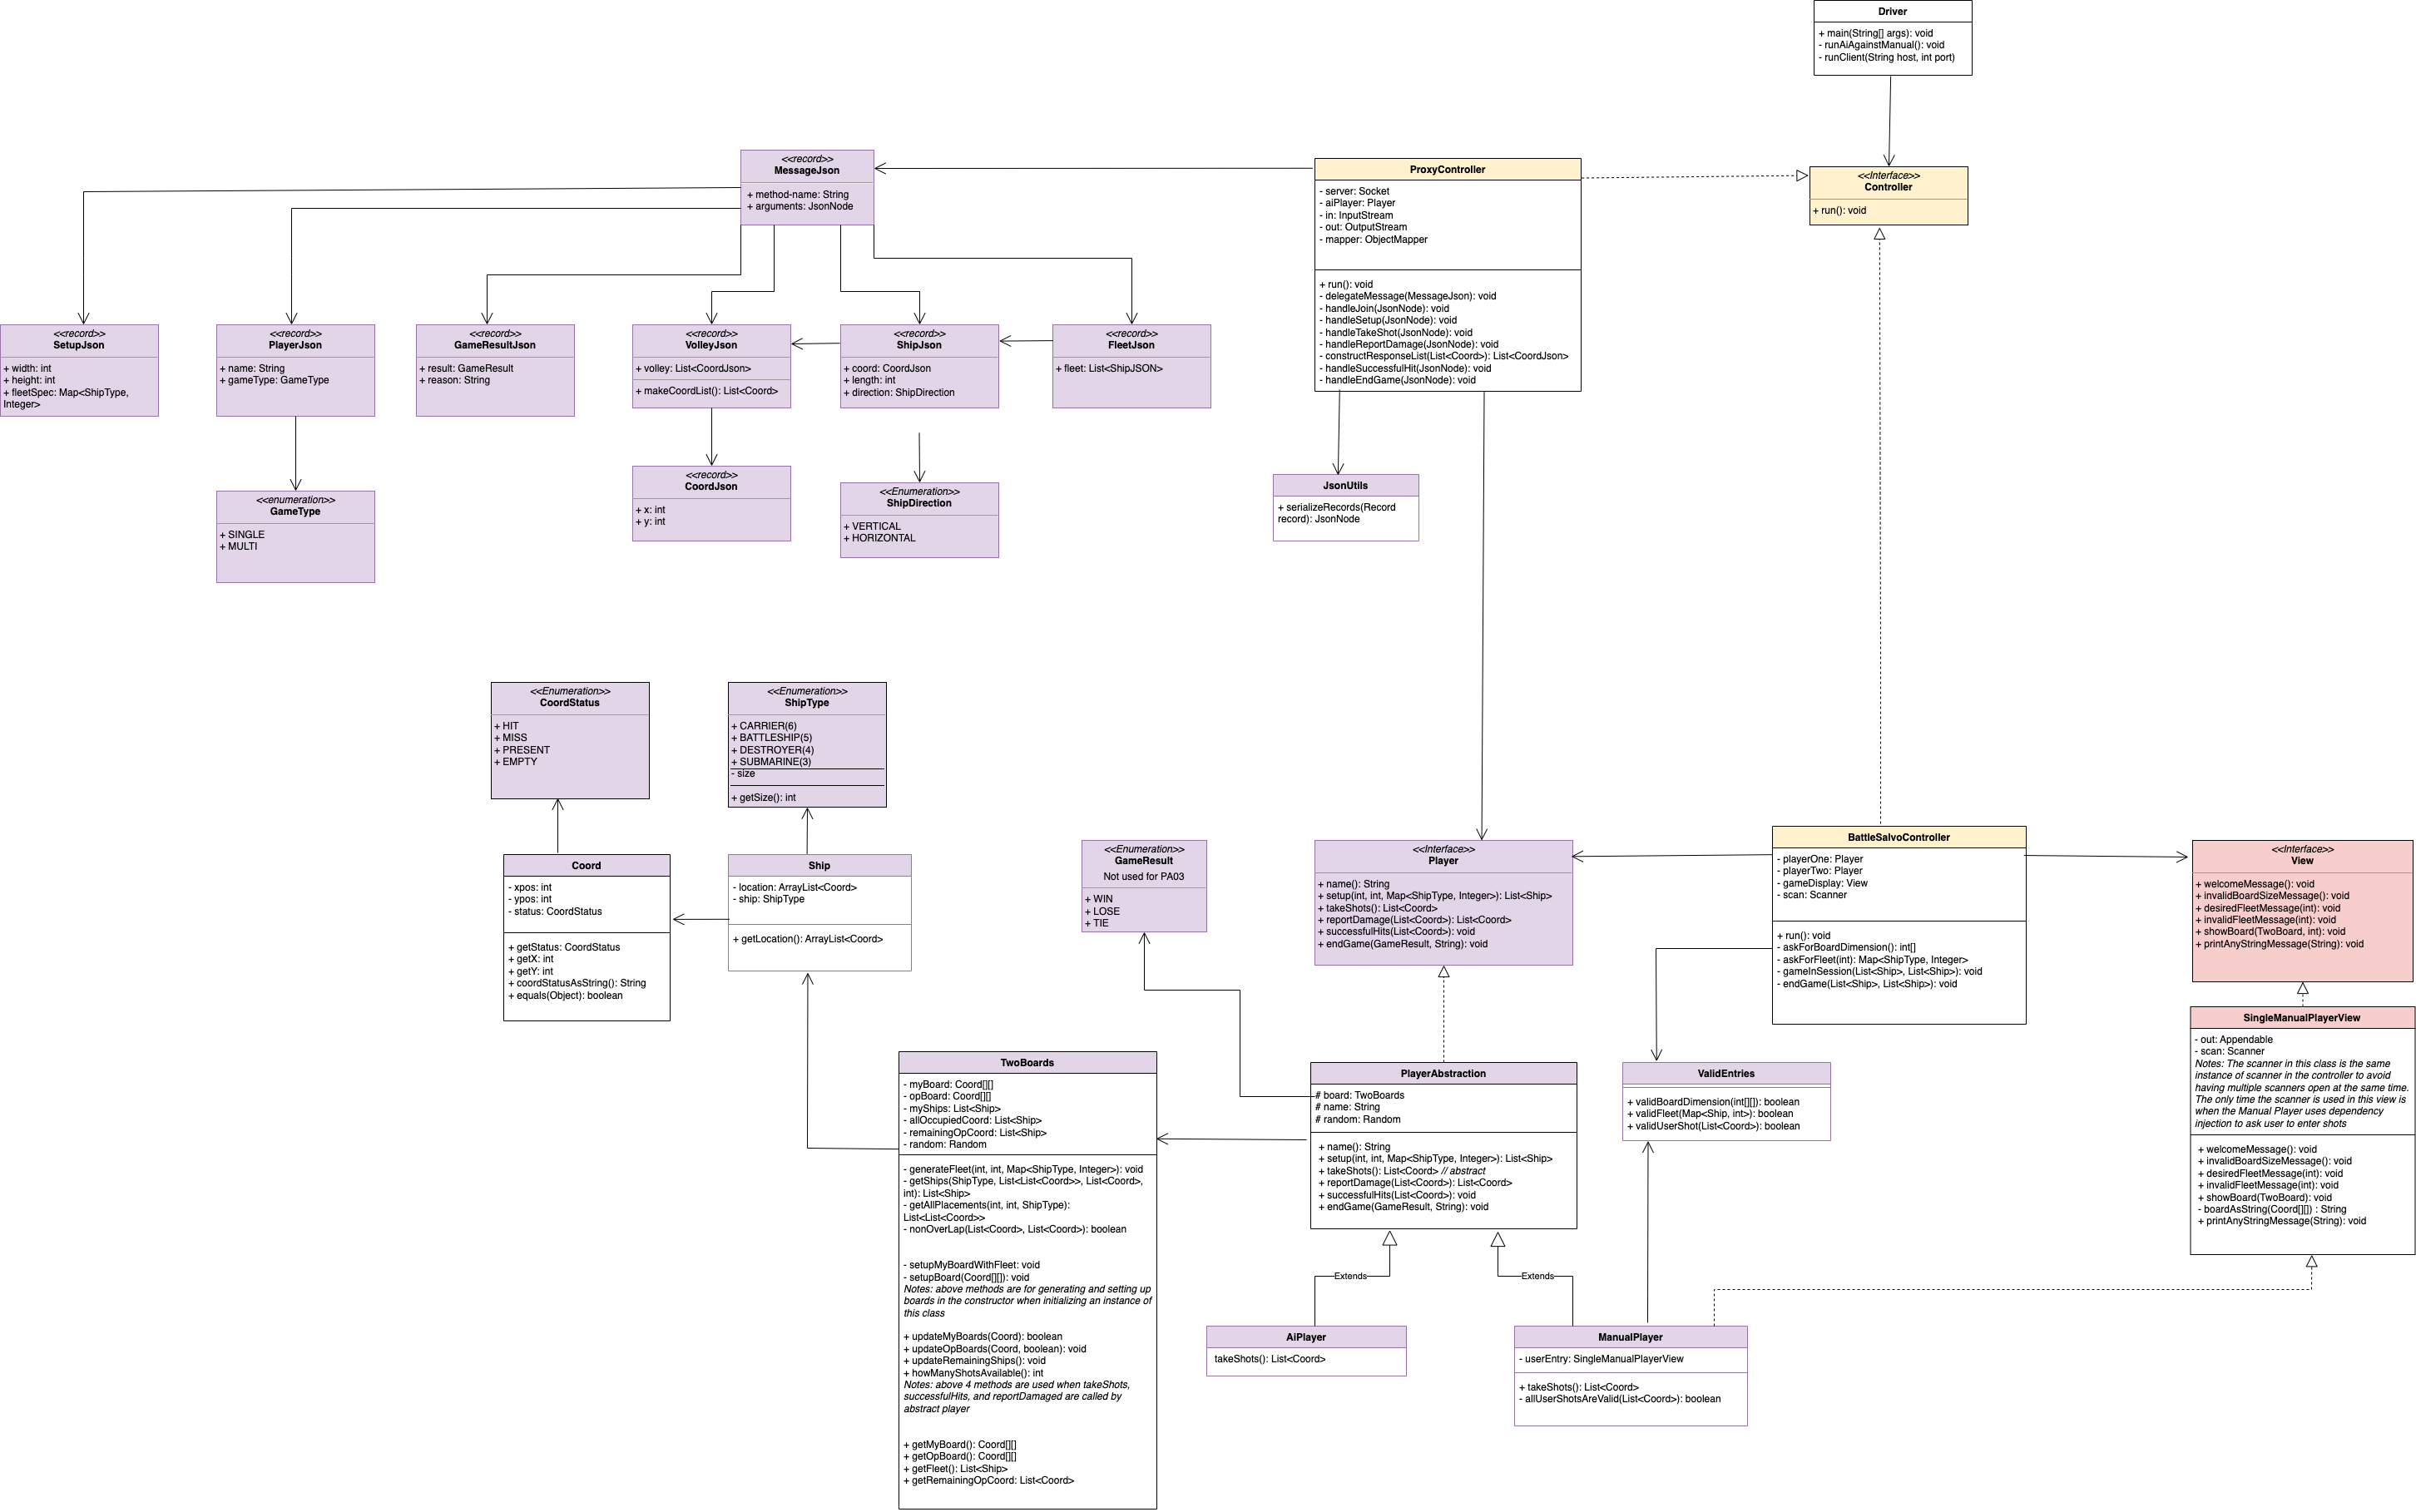 Driver
+ main(String[] args): void
- runAiAgainstManual(): void
- runClient(String host, int port)
<<record>>
MessageJson
+ method-name: String
+ arguments: JsonNode
ProxyController
- server: Socket
- aiPlayer: Player
- in: InputStream
- out: OutputStream
- mapper: ObjectMapper
+ run(): void
- delegateMessage(MessageJson): void
- handleJoin(JsonNode): void
- handleSetup(JsonNode): void
- handleTakeShot(JsonNode): void
- handleReportDamage(JsonNode): void
- constructResponseList(List<Coord>): List<CoordJson>
- handleSuccessfulHit(JsonNode): void
- handleEndGame(JsonNode): void
<<Interface>>
Controller
+ run(): void
<<record>>
SetupJson
+ width: int
+ height: int
+ fleetSpec: Map<ShipType,
Integer>
<<record>>
PlayerJson
+ name: String
+ gameType: GameType
<<record>>
GameResultJson
+ result: GameResult
+ reason: String
<<record>>
VolleyJson
+ volley: List<CoordJson>
+ makeCoordList(): List<Coord>
<<record>>
ShipJson
+ coord: CoordJson
+ length: int
+ direction: ShipDirection
<<record>>
FleetJson
+ fleet: List<ShipJSON>
<<enumeration>>
GameType
+ SINGLE
+ MULTI
<<record>>
CoordJson
+ x: int
+ y: int
<<Enumeration>>
ShipDirection
+ VERTICAL
+ HORIZONTAL
JsonUtils
+ serializeRecords(Record
record): JsonNode
<<Enumeration>>
CoordStatus
+ HIT
+ MISS
+ PRESENT
+ EMPTY
<<Enumeration>>
ShipType
+ CARRIER(6)
+ BATTLESHIP(5)
+ DESTROYER(4)
+ SUBMARINE(3)
- size
+ getSize(): int
Coord
- xpos: int
- ypos: int
- status: CoordStatus
+ getStatus: CoordStatus
+ getX: int
+ getY: int
+ coordStatusAsString(): String
+ equals(Object): boolean
Ship
- location: ArrayList<Coord>
- ship: ShipType
+ getLocation(): ArrayList<Coord>
<<Enumeration>>
GameResult
Not used for PA03
+ WIN
+ LOSE
+ TIE
<<Interface>>
Player
+ name(): String
+ setup(int, int, Map<ShipType, Integer>): List<Ship>
+ takeShots(): List<Coord>
+ reportDamage(List<Coord>): List<Coord>
+ successfulHits(List<Coord>): void
+ endGame(GameResult, String): void
BattleSalvoController
- playerOne: Player
- playerTwo: Player
- gameDisplay: View
- scan: Scanner
+ run(): void
- askForBoardDimension(): int[]
- askForFleet(int): Map<ShipType, Integer>
- gameInSession(List<Ship>, List<Ship>): void
- endGame(List<Ship>, List<Ship>): void
<<Interface>>
View
+ welcomeMessage(): void
+ invalidBoardSizeMessage(): void
+ desiredFleetMessage(int): void
+ invalidFleetMessage(int): void
+ showBoard(TwoBoard, int): void
+ printAnyStringMessage(String): void
SingleManualPlayerView
- out: Appendable
- scan: Scanner
Notes: The scanner in this class is the same
instance of scanner in the controller to avoid
having multiple scanners open at the same time.
The only time the scanner is used in this view is
when the Manual Player uses dependency
injection to ask user to enter shots
+ welcomeMessage(): void
+ invalidBoardSizeMessage(): void
+ desiredFleetMessage(int): void
+ invalidFleetMessage(int): void
+ showBoard(TwoBoard): void
- boardAsString(Coord[][]) : String
+ printAnyStringMessage(String): void
TwoBoards
- myBoard: Coord[][]
- opBoard: Coord[][]
- myShips: List<Ship>
- allOccupiedCoord: List<Ship>
- remainingOpCoord: List<Ship>
- random: Random
- generateFleet(int, int, Map<ShipType, Integer>): void
- getShips(ShipType, List<List<Coord>>, List<Coord>,
int): List<Ship>
- getAllPlacements(int, int, ShipType):
List<List<Coord>>
- nonOverLap(List<Coord>, List<Coord>): boolean
- setupMyBoardWithFleet: void
- setupBoard(Coord[][]): void
Notes: above methods are for generating and setting up
boards in the constructor when initializing an instance of
this class
+ updateMyBoards(Coord): boolean
+ updateOpBoards(Coord, boolean): void
+ updateRemainingShips(): void
+ howManyShotsAvailable(): int
Notes: above 4 methods are used when takeShots,
successfulHits, and reportDamaged are called by
abstract player
+ getMyBoard(): Coord[][]
+ getOpBoard(): Coord[][]
+ getFleet(): List<Ship>
+ getRemainingOpCoord: List<Coord>
PlayerAbstraction
# board: TwoBoards
# name: String
# random: Random
+ name(): String
+ setup(int, int, Map<ShipType, Integer>): List<Ship>
+ takeShots(): List<Coord> // abstract
+ reportDamage(List<Coord>): List<Coord>
+ successfulHits(List<Coord>): void
+ endGame(GameResult, String): void
ValidEntries
+ validBoardDimension(int[][]): boolean
+ validFleet(Map<Ship, int>): boolean
+ validUserShot(List<Coord>): boolean
Extends
Extends
AiPlayer
takeShots(): List<Coord>
ManualPlayer
- userEntry: SingleManualPlayerView
+ takeShots(): List<Coord>
- allUserShotsAreValid(List<Coord>): boolean